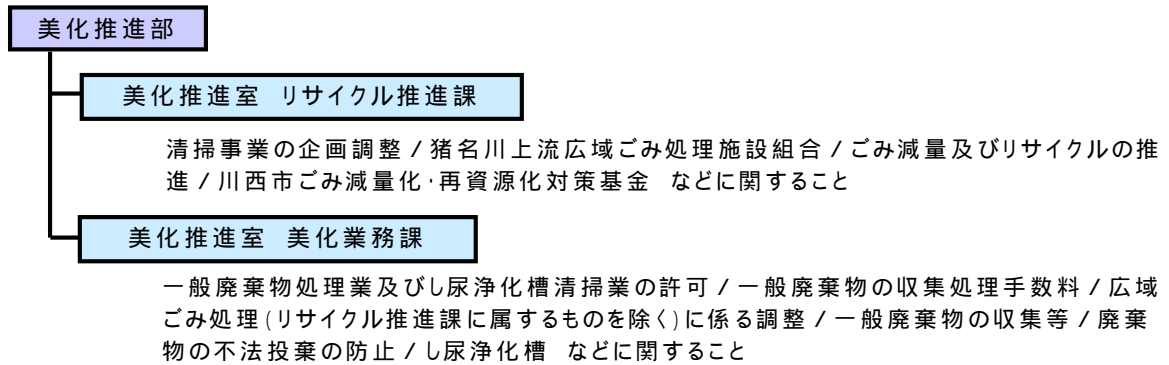 美化推進部
美化推進室 リサイクル推進課
清掃事業の企画調整/猪名川上流広域ごみ処理施設組合/ごみ減量及びリサイクルの推
進/川西市ごみ減量化・再資源化対策基金 などに関すること
美化推進室 美化業務課
一般廃棄物処理業及びし尿浄化槽清掃業の許可/一般廃棄物の収集処理手数料/広域
ごみ処理(リサイクル推進課に属するものを除く)に係る調整/一般廃棄物の収集等/廃棄
物の不法投棄の防止/し尿浄化槽 などに関すること